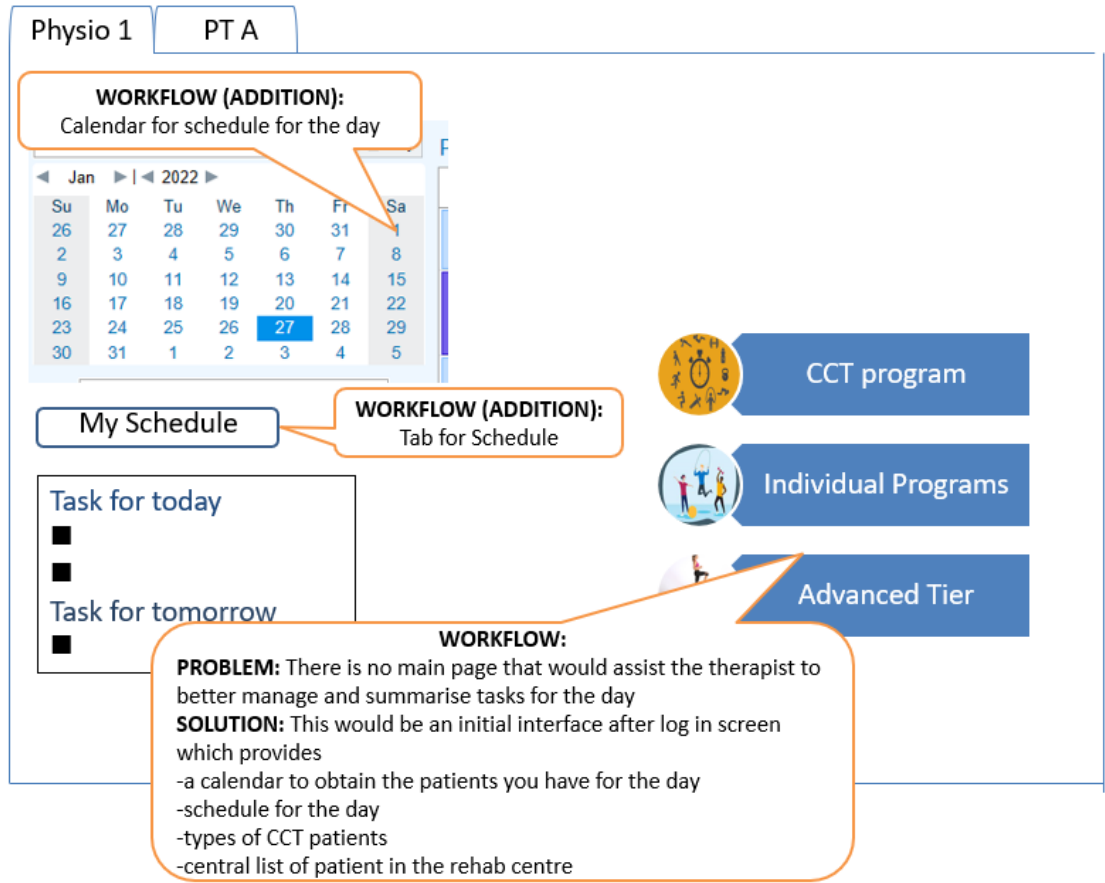 Physio 1
PT A
WORKFLOW (ADDITION):
Calendar for schedule for the day
Jan 2022
Su Mo Tu We Th Fr Sa
26 27 28 29 30 31 1
2 3 4 5 6 7 8
9 10 11 12 13 14 15
16 17 18 19 20 21 22
23 24 25 26 27 28 29
30 31 1 2 3 4 5
My Schedule
WORKFLOW (ADDITION):
Tab for Schedule
Task for today
Task for tomorrow
CCT program
Individual Programs
Advanced Tier
WORKFLOW:
PROBLEM: There is no main page that would assist the therapist to
better manage and summarise tasks for the day
SOLUTION: This would be an initial interface after log in screen
which provides
-a calendar to obtain the patients you have for the day
-schedule for the day
-types of CCT patients
-central list of patient in the rehab centre